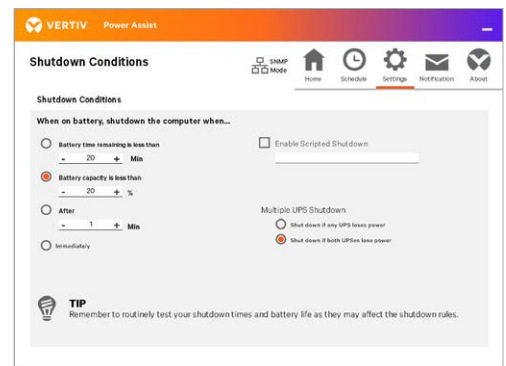 VERTIV. Power Assist
Shutdown Conditions
SNMP
Mode
Home Schedule Settings Notification About
Shutdown Conditions
When on battery, shutdown the computer when...
Battery time remaining is less than
- 20 + Min
Battery capacity is less than
- 20 + %
After
- 1 + Min
Immediately
Enable Scripted Shutdown
Multiple UPS Shutdown
Shut down if any UPS loses power
Shut down if both UPSes lose power
TIP
Remember to routinely test your shutdown times and battery life as they may affect the shutdown rules.